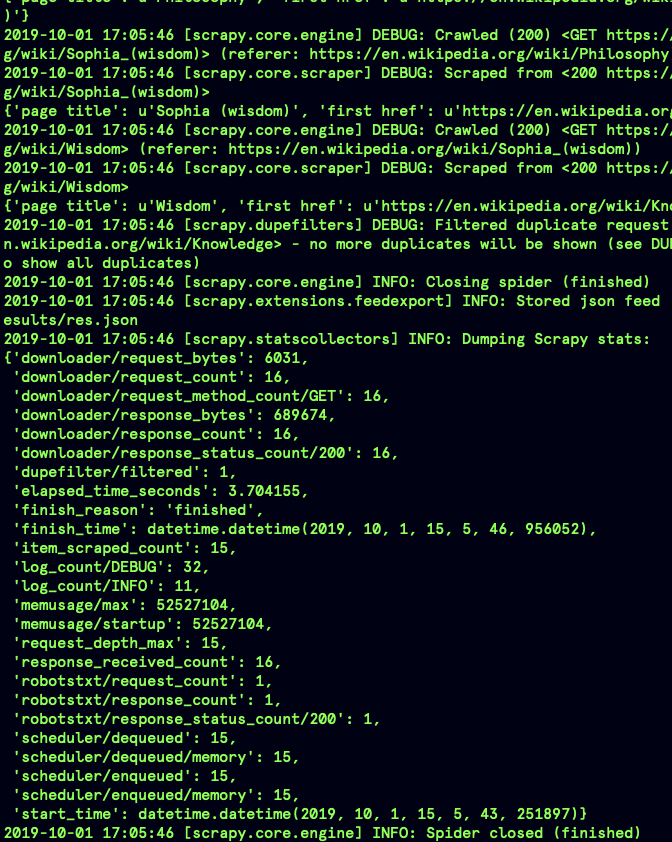 {'page title': u'Philosophy', 'first href': u'https://en.wikipedia.org/wiki
)'}
2019-10-01 17:05:46 [scrapy.core.engine] DEBUG: Crawled (200) <GET https:/
g/wiki/Sophia_(wisdom)> (referer: https://en.wikipedia.org/wiki/Philosophy
2019-10-01 17:05:46 [scrapy.core.scraper] DEBUG: Scraped from <200 https:/
g/wiki/Sophia_(wisdom)>
{'page title': u'Sophia (wisdom)', 'first href': u'https://en.wikipedia.org
2019-10-01 17:05:46 [scrapy.core.engine] DEBUG: Crawled (200) <GET https:/
g/wiki/Wisdom> (referer: https://en.wikipedia.org/wiki/Sophia_(wisdom))
2019-10-01 17:05:46 [scrapy.core.scraper] DEBUG: Scraped from <200 https:/
g/wiki/Wisdom>
{'page title': u'Wisdom', 'first href': u'https://en.wikipedia.org/wiki/Kno
2019-10-01 17:05:46 [scrapy.dupefilters] DEBUG: Filtered duplicate request
n.wikipedia.org/wiki/Knowledge> - no more duplicates will be shown (see DU
o show all duplicates)
2019-10-01 17:05:46 [scrapy.core.engine] INFO: Closing spider (finished)
2019-10-01 17:05:46 [scrapy.extensions.feedexport] INFO: Stored json feed
esults/res.json
2019-10-01 17:05:46 [scrapy.statscollectors] INFO: Dumping Scrapy stats:
{'downloader/request_bytes': 6031,
'downloader/request_count': 16,
'downloader/request_method_count/GET': 16,
'downloader/response_bytes': 689674,
'downloader/response_count': 16,
'downloader/response_status_count/200': 16,
'dupefilter/filtered': 1,
'elapsed_time_seconds': 3.704155,
'finish_reason': 'finished',
'finish_time': datetime.datetime(2019, 10, 1, 15, 5, 46, 956052),
'item_scraped_count': 15,
'log_count/DEBUG': 32,
'log_count/INFO': 11,
'memusage/max': 52527104,
'memusage/startup': 52527104,
'request_depth_max': 15,
'response_received_count': 16,
'robotstxt/request_count': 1,
'robotstxt/response_count': 1,
'robotstxt/response_status_count/200': 1,
'scheduler/dequeued': 15,
'scheduler/dequeued/memory': 15,
'scheduler/enqueued': 15,
'scheduler/enqueued/memory': 15,
'start_time': datetime.datetime(2019, 10, 1, 15, 5, 43, 251897)}
2019-10-01 17:05:46 [scrapy.core.engine] INFO: Spider closed (finished)